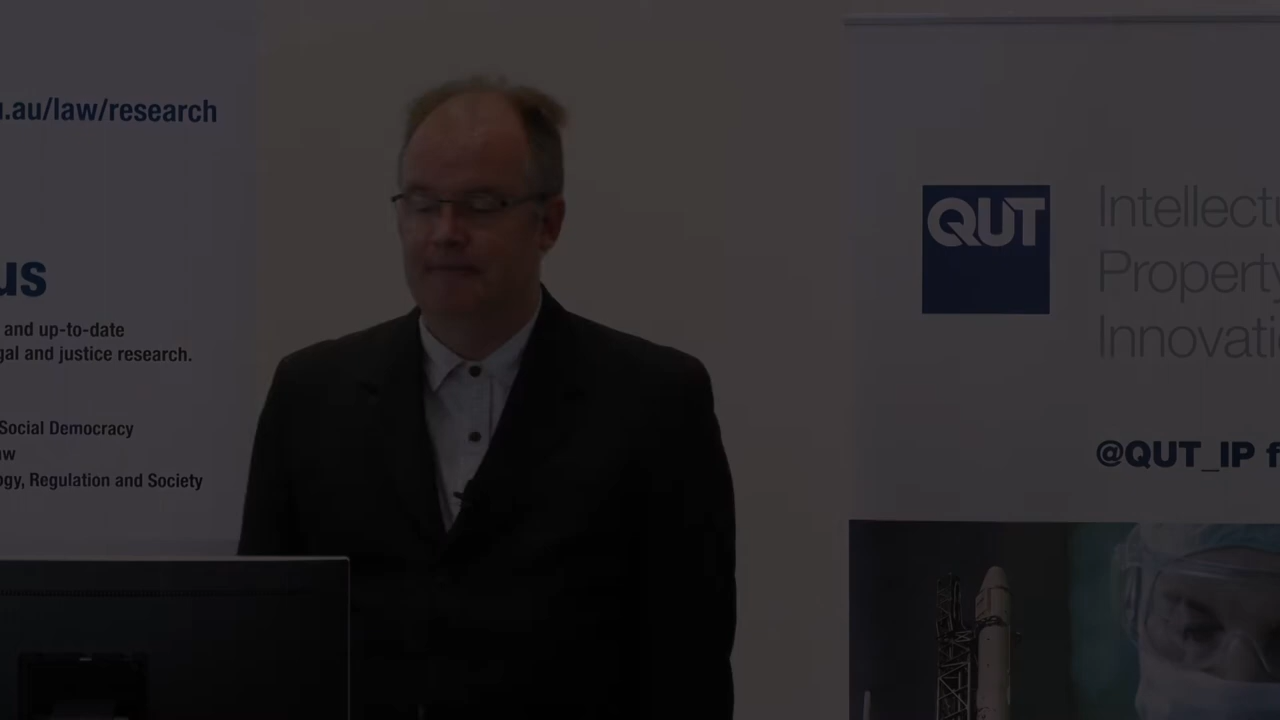 .au/law/research
us
and up-to-date
gal and justice research.
Social Democracy
aw
ogy, Regulation and Society
QUT
Intellect
Property
Innovati
@QUT_IP f